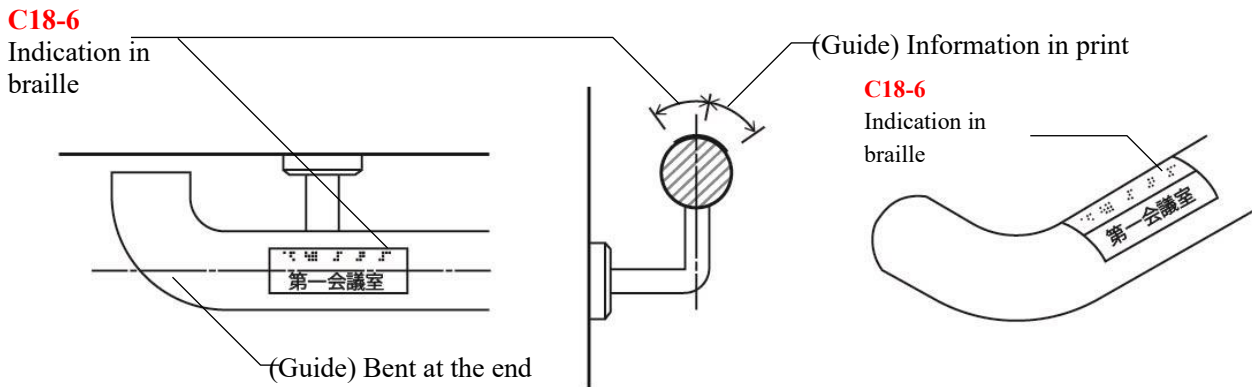 C18-6
Indication in
braille
(Guide) Information in print
C18-6
Indication in
braille
第一会議室
第一会議室
(Guide) Bent at the end